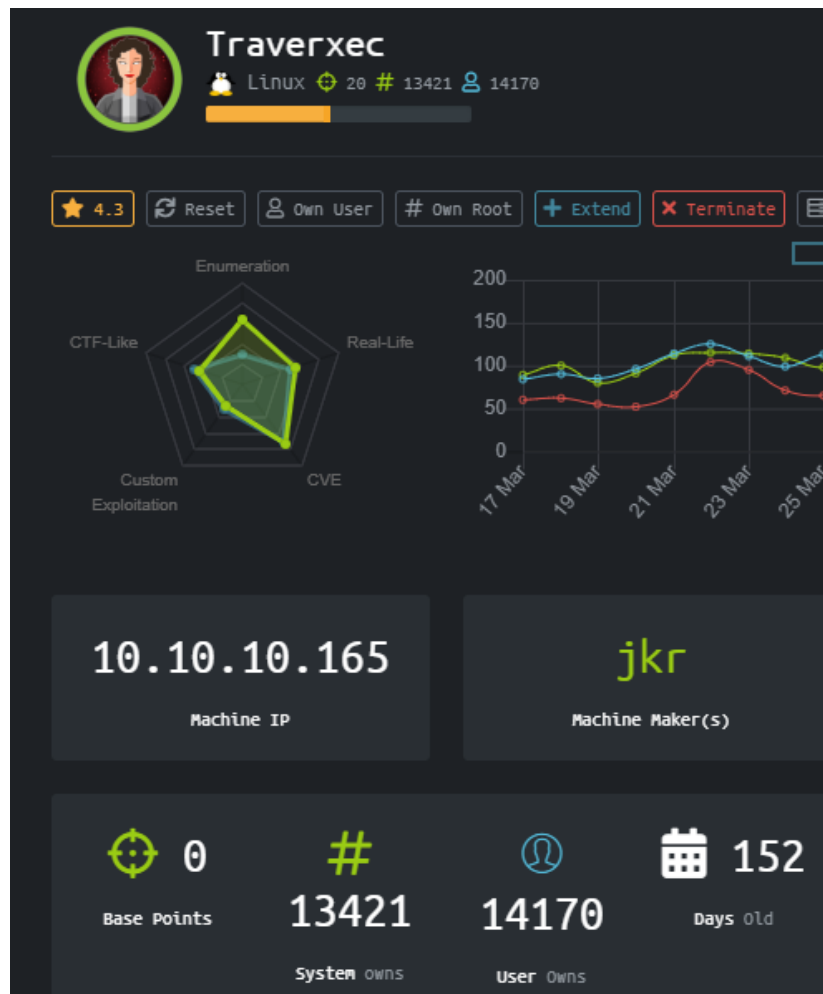 Traverxec
Linux 20 # 13421 14170
4.3 Reset Own User # Own Root + Extend × Terminate
Enumeration
CTF-Like
Real-Life
Custom
Exploitation
CVE
200
150
100
50
0
17 Mar
19 Mar
21 Mar
23 Mar
25 Mar
10.10.10.165
Machine IP
jkr
Machine Maker(s)
0
Base Points
#
13421
System owns
14170
User Owns
152
Days Old